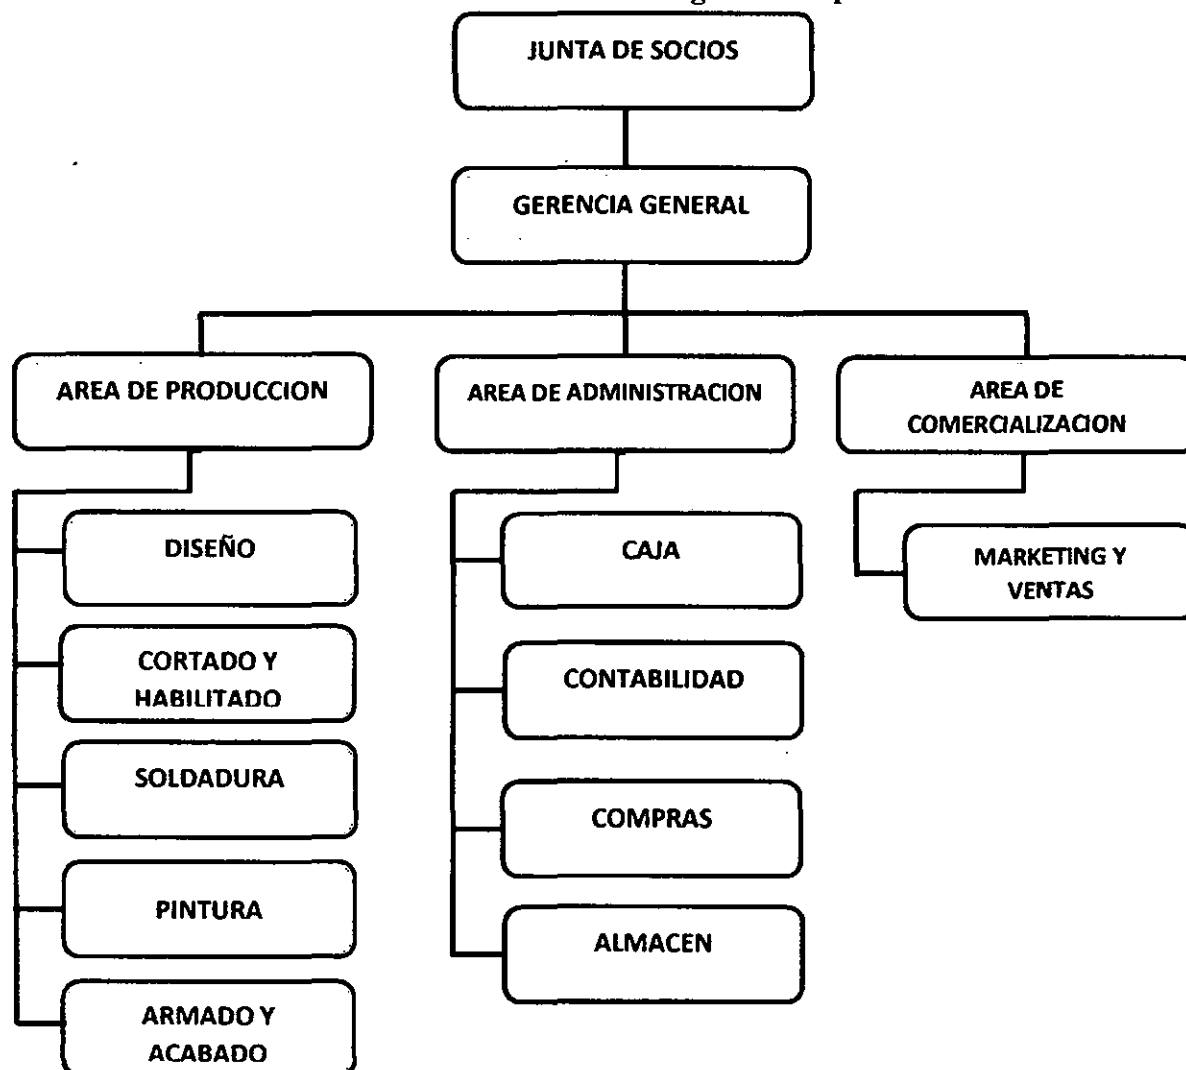 JUNTA DE SOCIOS
GERENCIA GENERAL
AREA DE PRODUCCION
DISEÑO
CORTADO Y
HABILITADO
SOLDADURA
PINTURA
ARMADO Y
ACABADO
AREA DE ADMINISTRACION
CAJA
CONTABILIDAD
COMPRAS
ALMACEN
AREA DE
COMERCIALIZACION
MARKETING Y
VENTAS